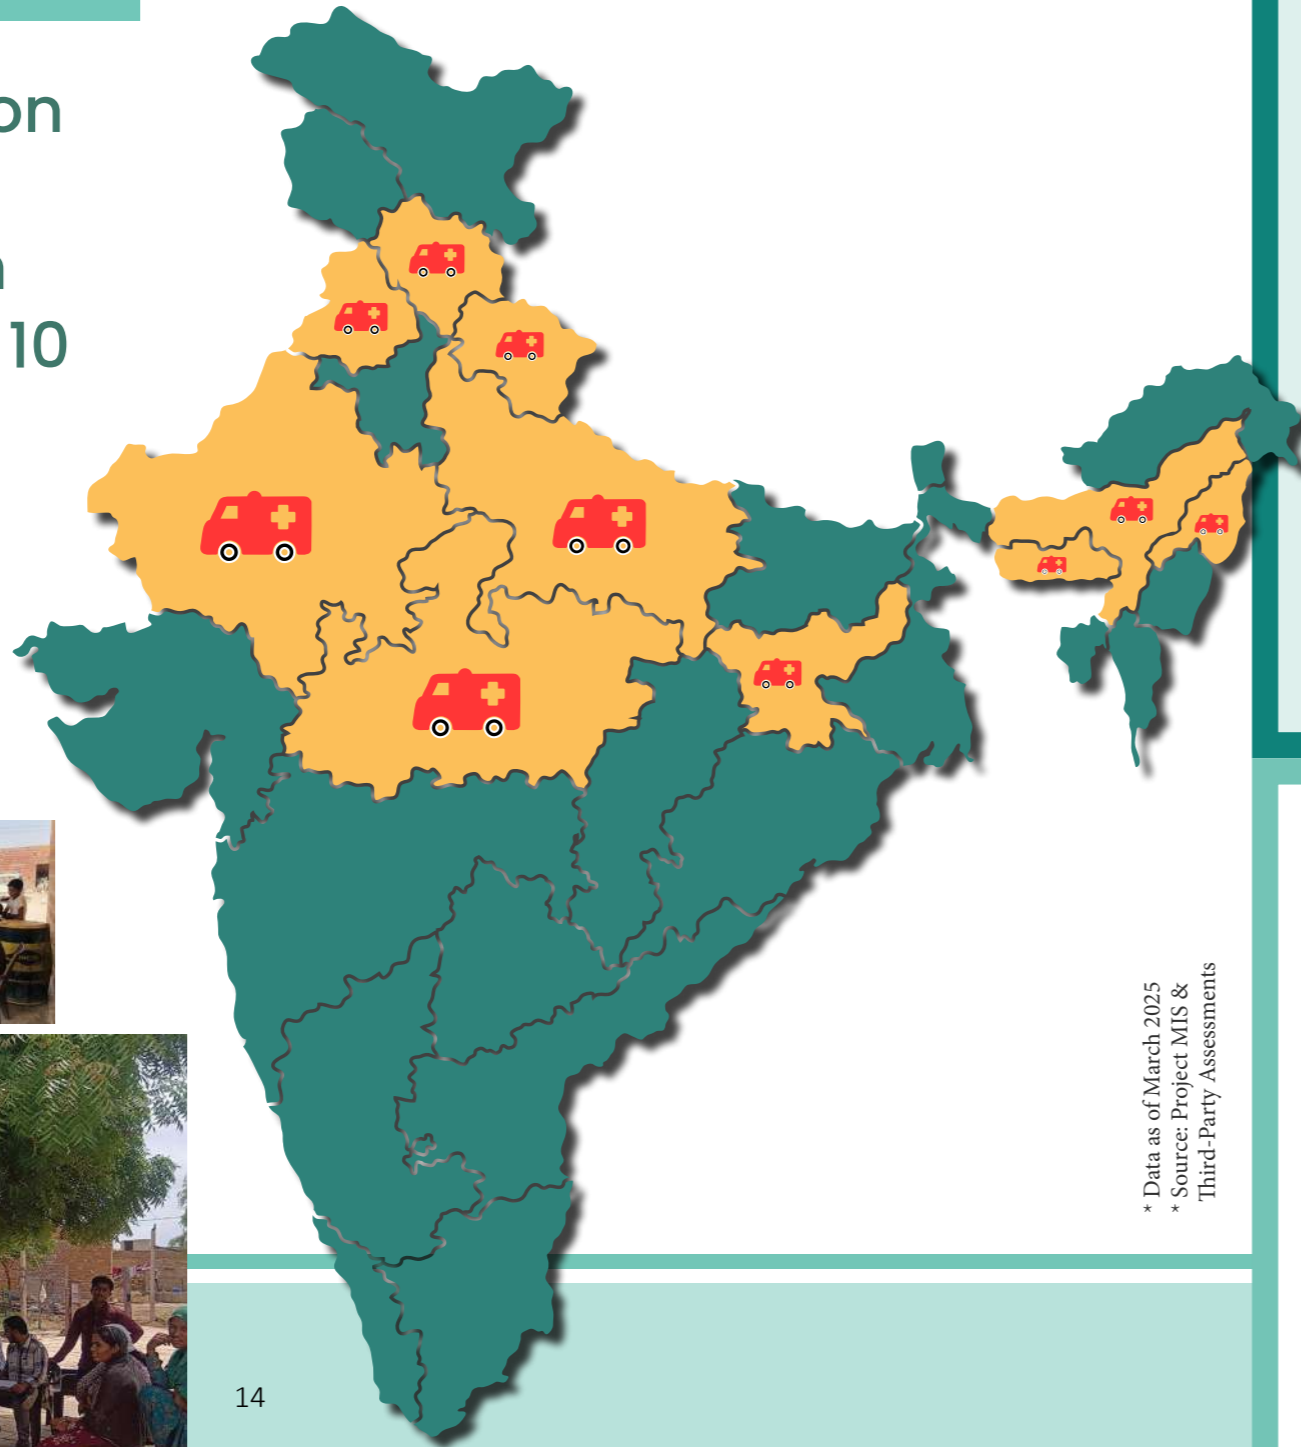 on
n
10
* Data as of March 2025
* Source: Project MIS &
Third-Party Assessments
14